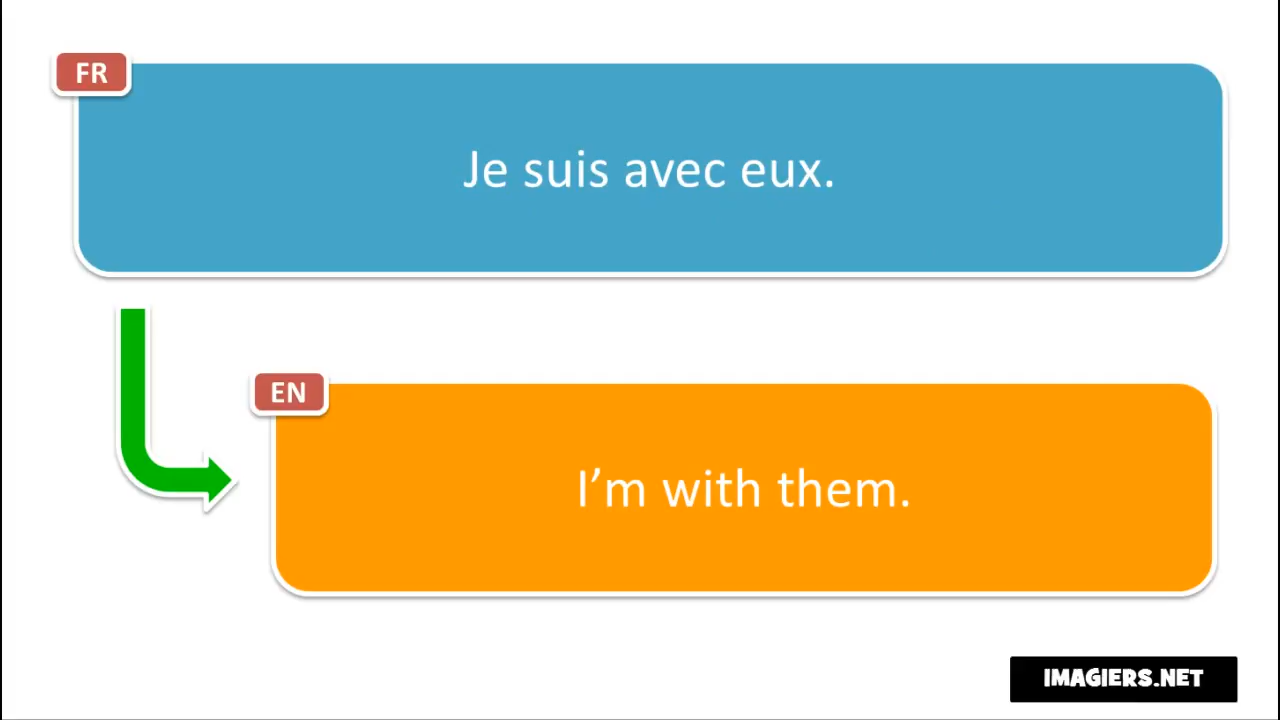 FR
Je suis avec eux.
EN
I’m with them.
IMAGIERS.NET